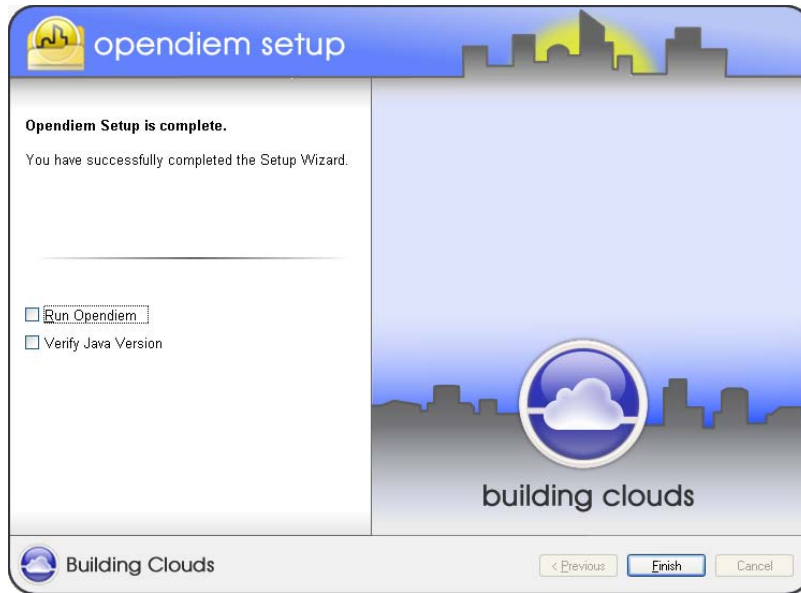 opendiem setup
Opendiem Setup is complete.
You have successfully completed the Setup Wizard.
Run Opendiem
Verify Java Version
building clouds
Building Clouds
< Previous
Finish
Cancel